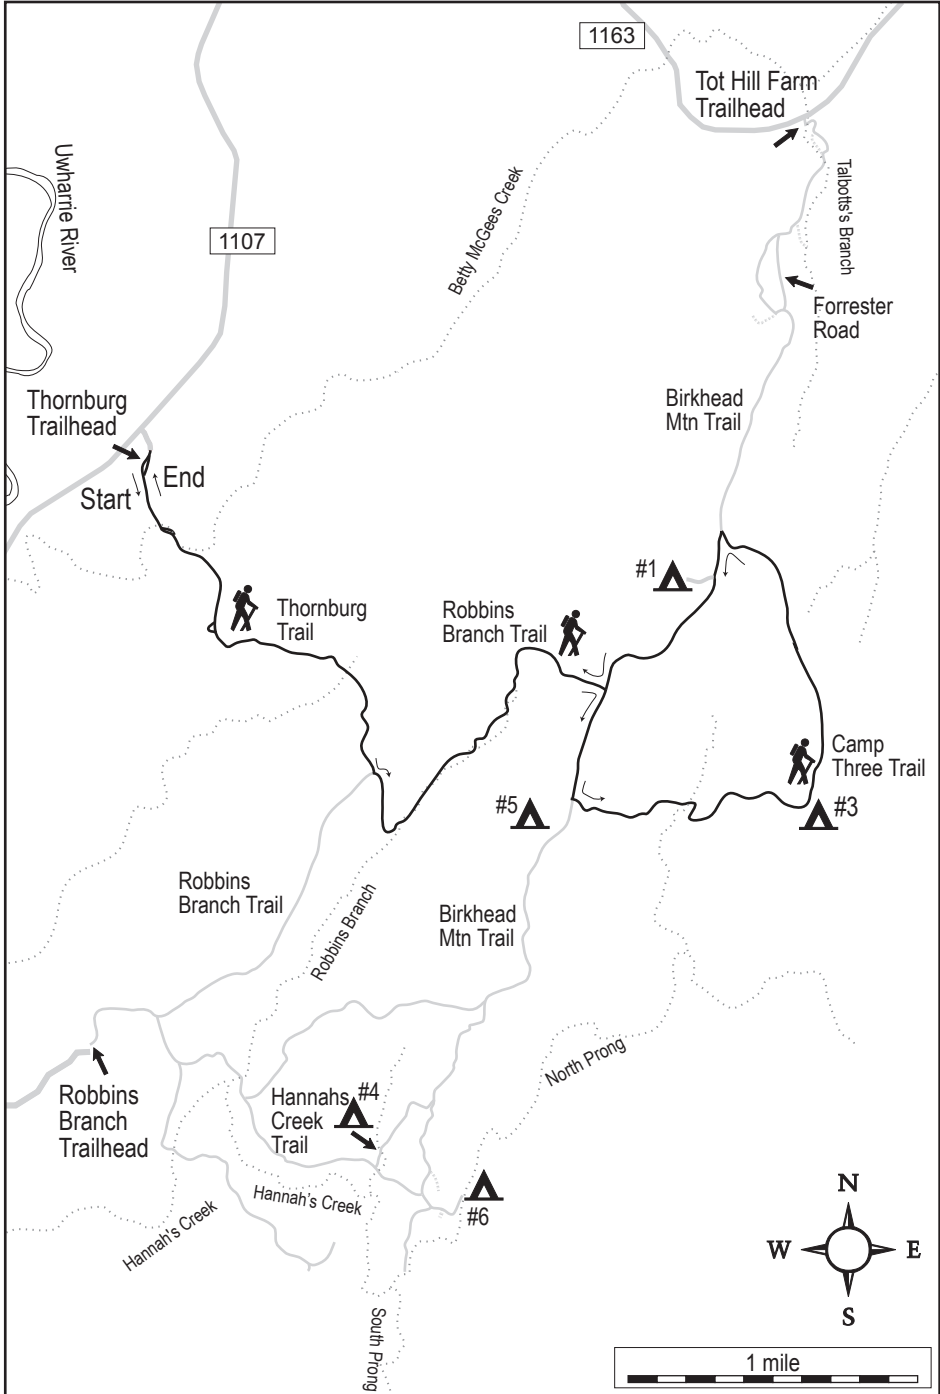 1163
Tot Hill Farm
Trailhead
Uwharrie River
Talbotts's Branch
Betty McGees Creek
1107
Forrester
Road
Thornburg
Trailhead
Birkhead
Mtn Trail
End
Start
#1
Thornburg
Trail
Robbins
Branch Trail
Camp
Three Trail
#5
#3
Robbins
Branch Trail
Robbins Branch
Birkhead
Mtn Trail
North Prong
Robbins
Branch
Trailhead
Hannahs
Creek
Trail
#4
Hannah's Creek
Hannah's Creek
#6
South Prong
N
W
E
S
1 mile